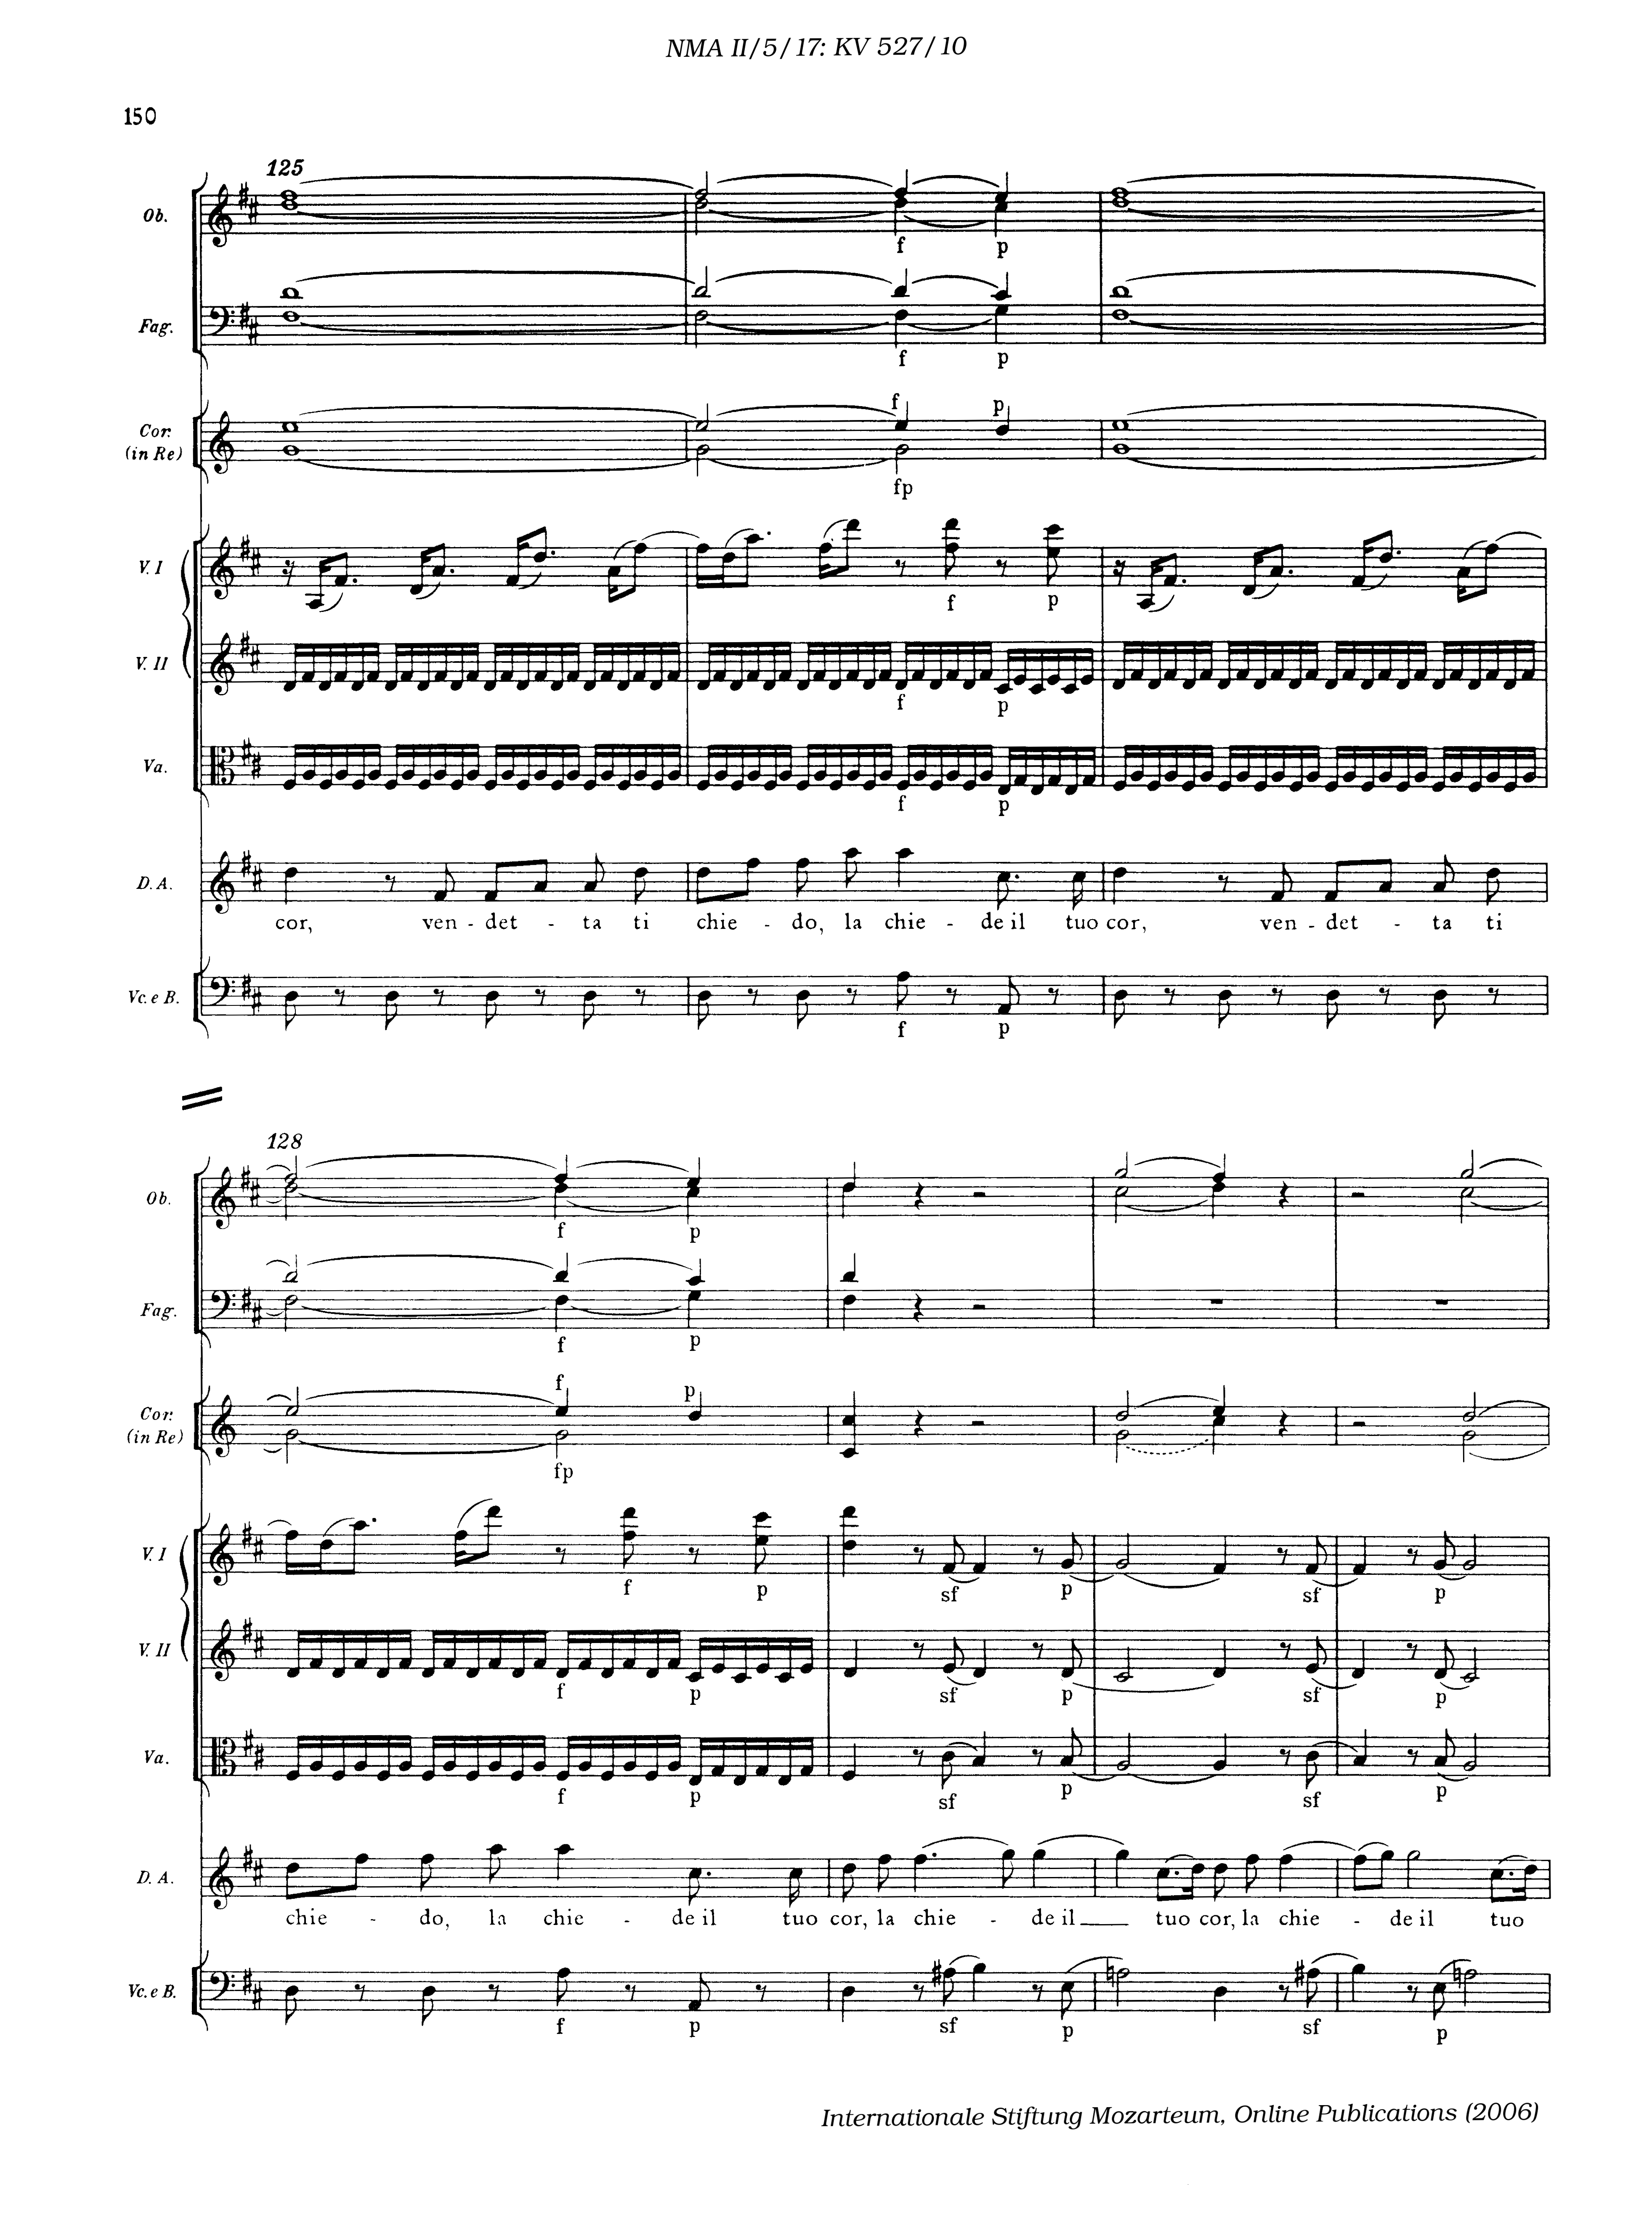 NMA II/5/17: KV 527/10
150
125
Ob.
f p
Fag.
f p
f p
Cor.
(in Re)
fp
V. I
f p
V. II
f p
Va.
f p
D. A.
cor, ven - det - ta ti chie - do, la chie - de il tuo cor, ven - det - ta ti
Vc. e B.
f p
128
Ob.
f p
Fag.
f p
f p
Cor.
(in Re)
fp
V. I
f p sf p sf p
V. II
f p sf p sf p
Va.
f p sf p sf p
D. A.
chie - do, la chie - de il tuo cor, la chie - de il tuo cor, la chie - de il tuo
Vc. e B.
f p sf p sf p
Internationale Stiftung Mozarteum, Online Publications (2006)